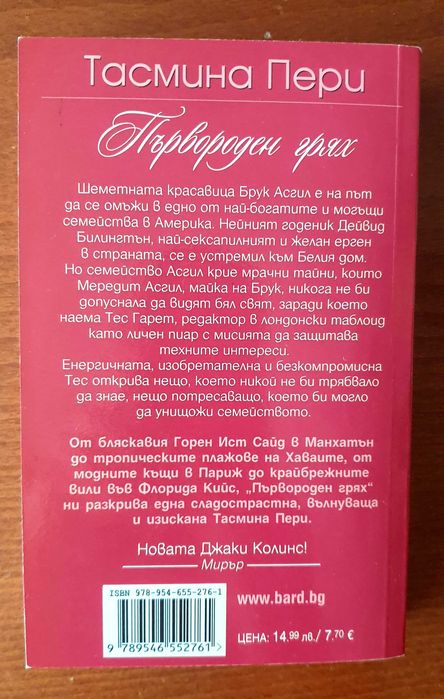 Тасмина Пери
Първороден грях
Шеметната красавица Брук Асгил е на път
да се омъжи в едно от най-богатите и могъщи
семейства в Америка. Нейният годеник Дейвид
Билингтън, най-сексапилният и желан ерген
в страната, се е устремил към Белия дом.
Но семейство Асгил крие мрачни тайни, които
Мередит Асгил, майка на Брук, никога не би
допуснала да видят бял свят, заради което
наема Тес Гарет, редактор в лондонски таблоид
като личен пиар с мисията да защитава
техните интереси.
Енергичната, изобретателна и безкомпромисна
Тес открива нещо, което никой не би трябвало
да знае, нещо потресаващо, което би могло
да унищожи семейството.
От бляскавия Горен Ист Сайд в Манхатън
до тропическите плажове на Хаваите, от
модните къщи в Париж до крайбрежните
вили във Флорида Кийс, „Първороден грях“
ни разкрива една сладострастна, вълнуваща
и изискана Тасмина Пери.
Новата Джаки Колинс!
Мирър
ISBN 978-954-655-276-1
9 789546 552761
www.bard.bg
ЦЕНА: 14.99 лв./ 7.70 €